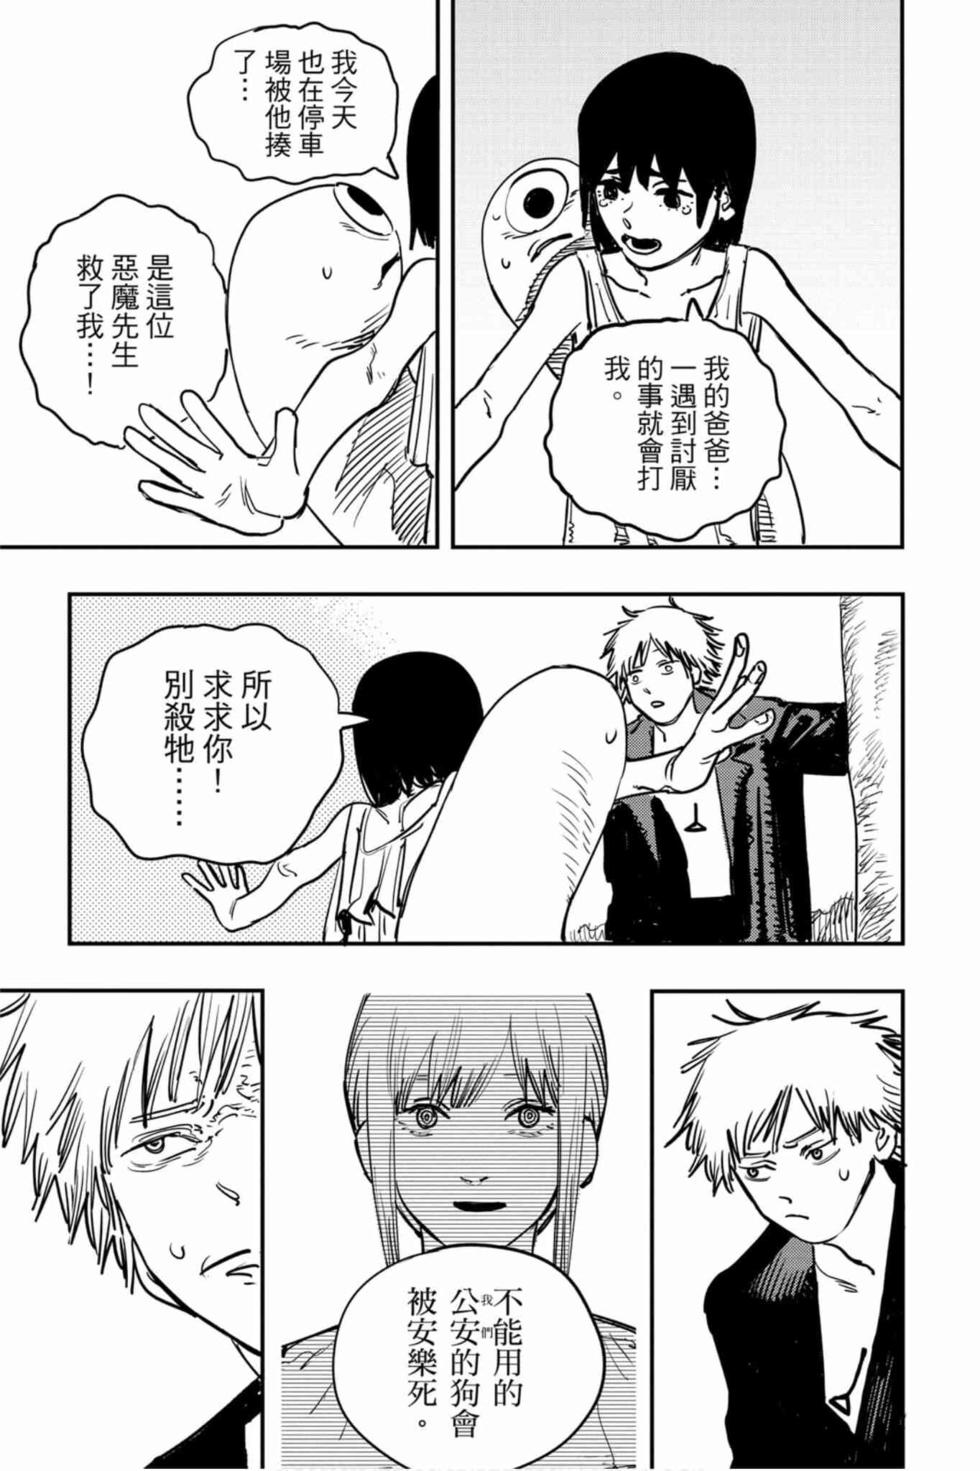 我的爸爸…
一遇到討厭
的事就會打
我。
我今天
也在停車
場被他揍
了…
是這位
惡魔先生
救了我…！
所以
求求你！
別殺牠……
不能用的
我們
公安的狗會
被安樂死。